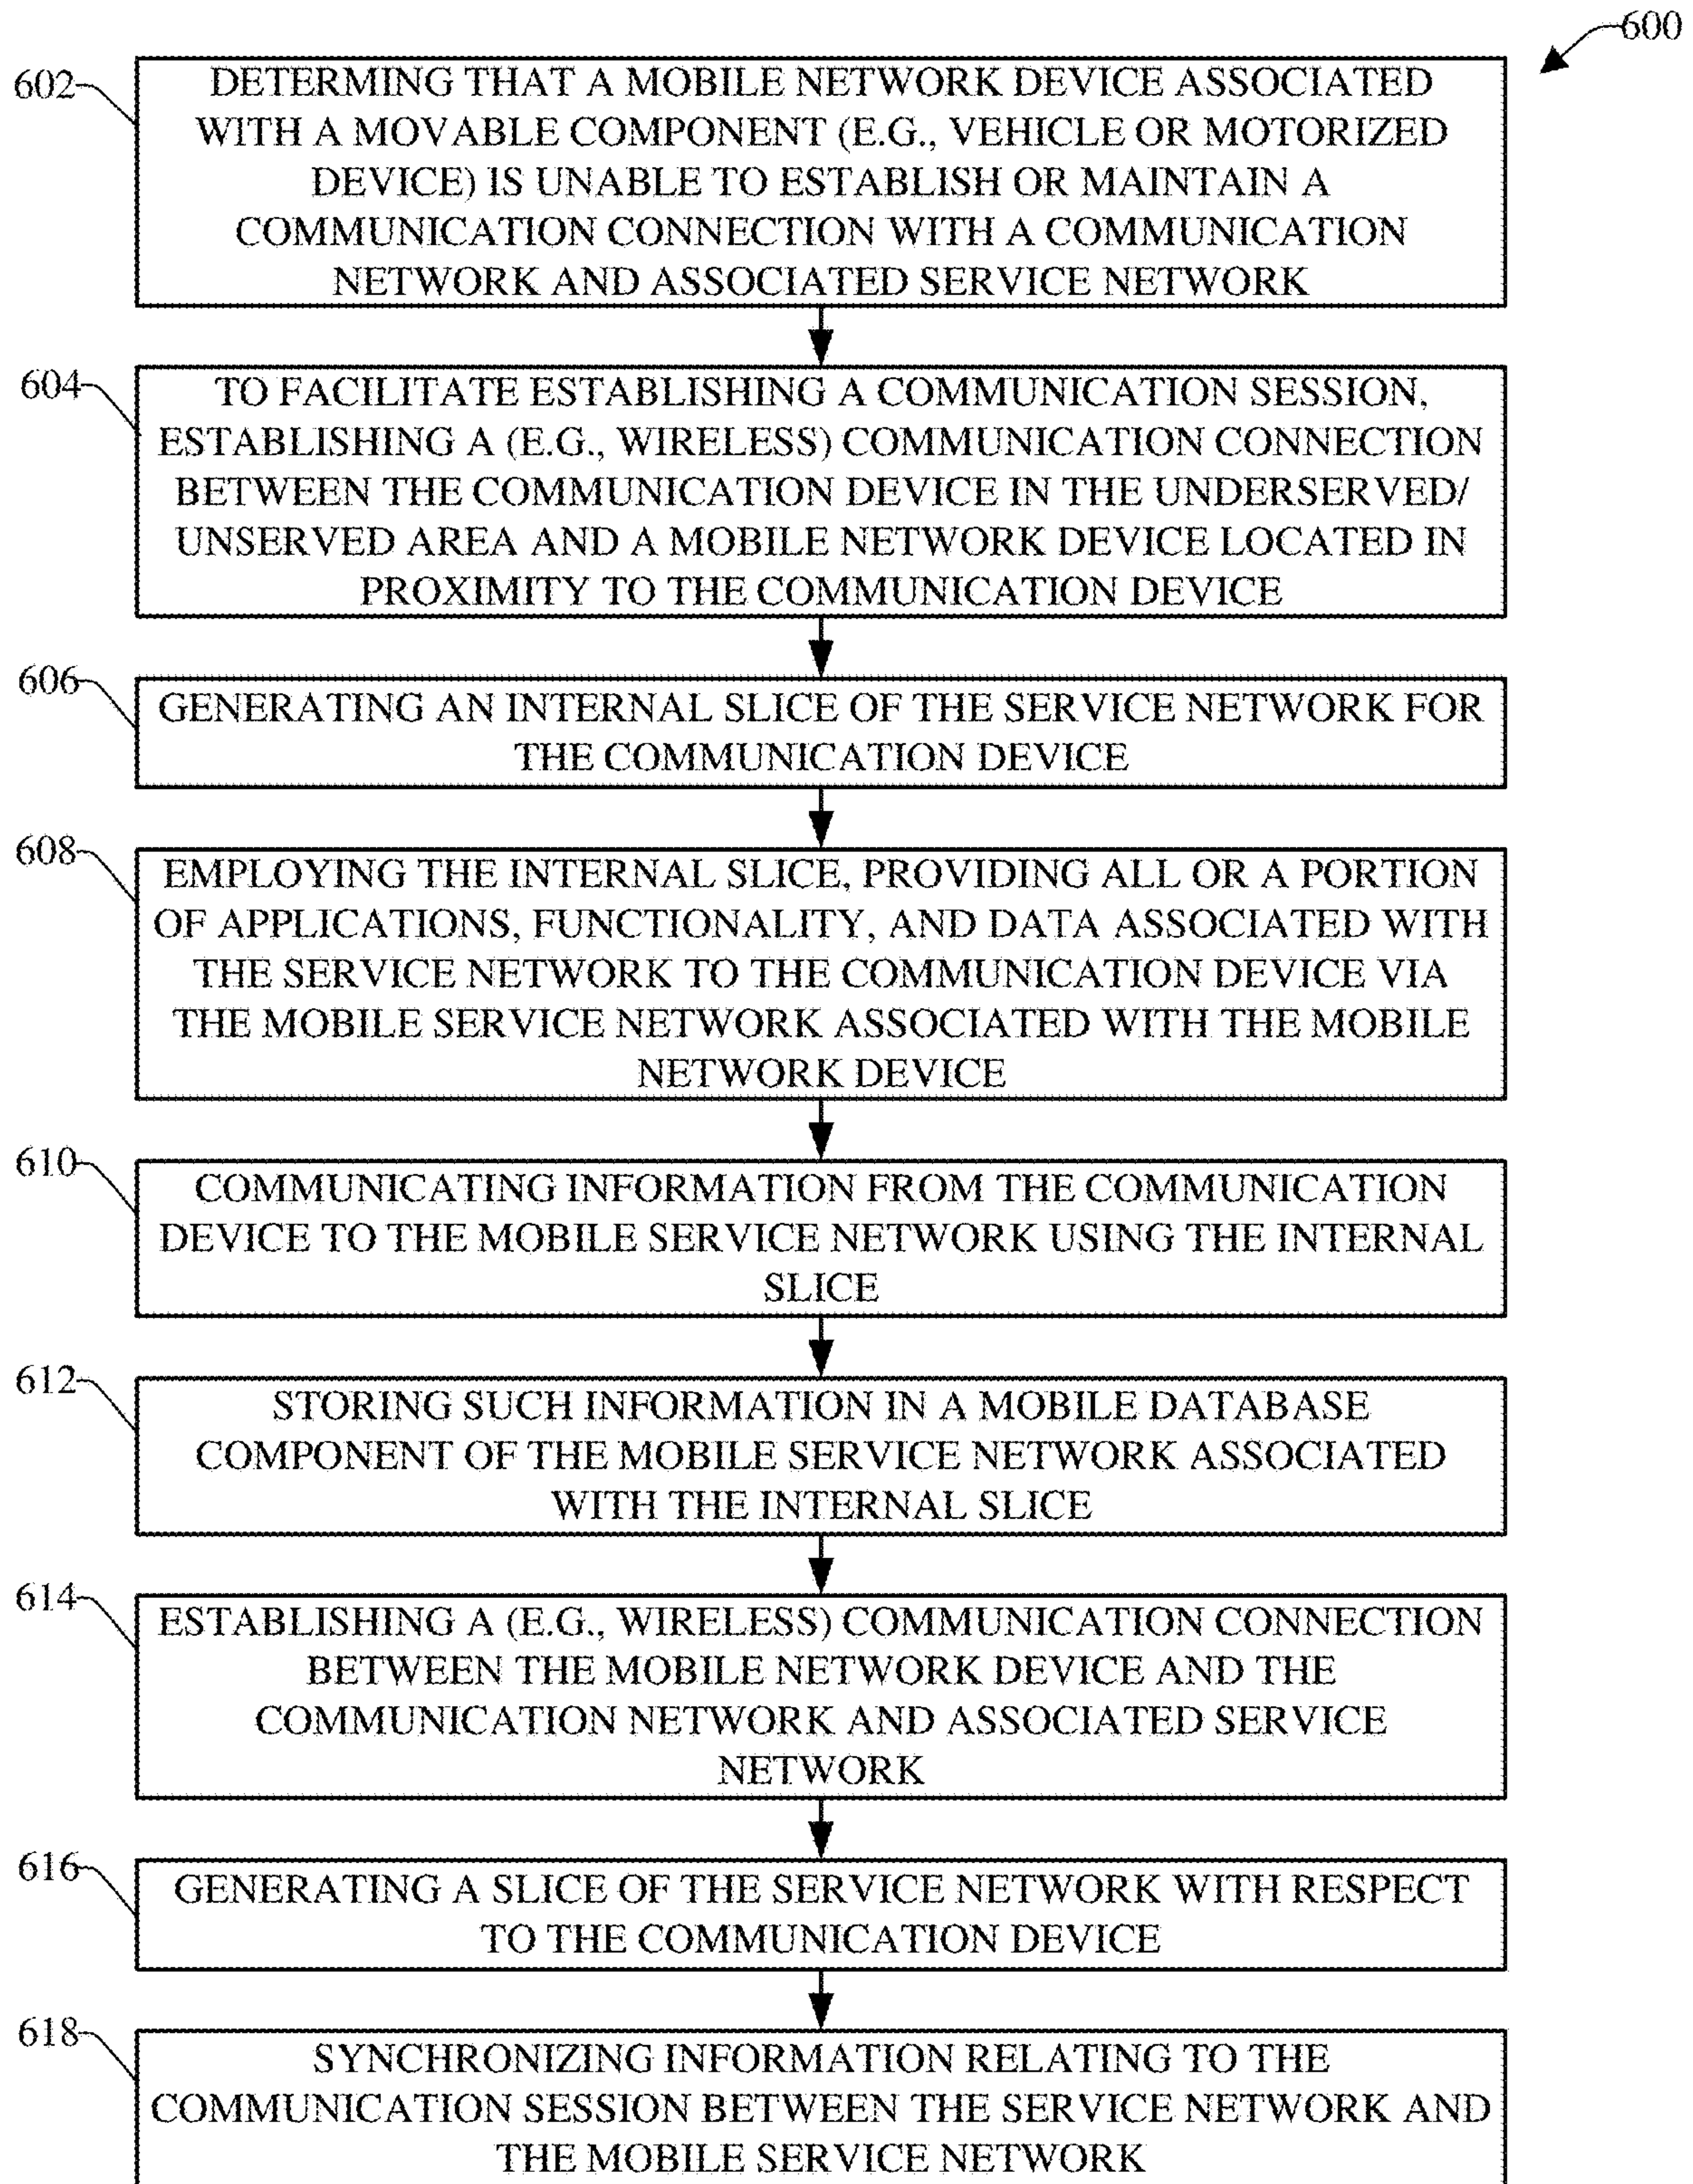 600
602
DETERMING THAT A MOBILE NETWORK DEVICE ASSOCIATED
WITH A MOVABLE COMPONENT (E.G., VEHICLE OR MOTORIZED
DEVICE) IS UNABLE TO ESTABLISH OR MAINTAIN A
COMMUNICATION CONNECTION WITH A COMMUNICATION
NETWORK AND ASSOCIATED SERVICE NETWORK
604
TO FACILITATE ESTABLISHING A COMMUNICATION SESSION,
ESTABLISHING A (E.G., WIRELESS) COMMUNICATION CONNECTION
BETWEEN THE COMMUNICATION DEVICE IN THE UNDERSERVED/
UNSERVED AREA AND A MOBILE NETWORK DEVICE LOCATED IN
PROXIMITY TO THE COMMUNICATION DEVICE
606
GENERATING AN INTERNAL SLICE OF THE SERVICE NETWORK FOR
THE COMMUNICATION DEVICE
608
EMPLOYING THE INTERNAL SLICE, PROVIDING ALL OR A PORTION
OF APPLICATIONS, FUNCTIONALITY, AND DATA ASSOCIATED WITH
THE SERVICE NETWORK TO THE COMMUNICATION DEVICE VIA
THE MOBILE SERVICE NETWORK ASSOCIATED WITH THE MOBILE
NETWORK DEVICE
610
COMMUNICATING INFORMATION FROM THE COMMUNICATION
DEVICE TO THE MOBILE SERVICE NETWORK USING THE INTERNAL
SLICE
612
STORING SUCH INFORMATION IN A MOBILE DATABASE
COMPONENT OF THE MOBILE SERVICE NETWORK ASSOCIATED
WITH THE INTERNAL SLICE
614
ESTABLISHING A (E.G., WIRELESS) COMMUNICATION CONNECTION
BETWEEN THE MOBILE NETWORK DEVICE AND THE
COMMUNICATION NETWORK AND ASSOCIATED SERVICE
NETWORK
616
GENERATING A SLICE OF THE SERVICE NETWORK WITH RESPECT
TO THE COMMUNICATION DEVICE
618
SYNCHRONIZING INFORMATION RELATING TO THE
COMMUNICATION SESSION BETWEEN THE SERVICE NETWORK AND
THE MOBILE SERVICE NETWORK